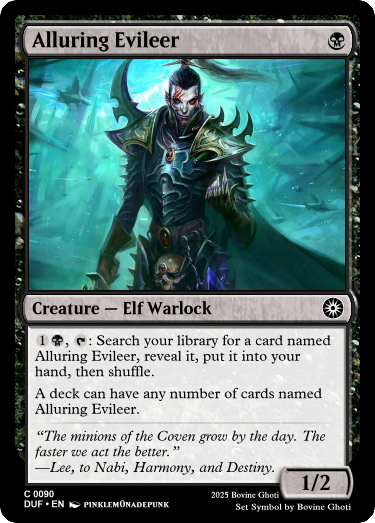 Alluring Evileer
Creature — Elf Warlock
1 , : Search your library for a card named
Alluring Evileer, reveal it, put it into your
hand, then shuffle.
A deck can have any number of cards named
Alluring Evileer.
“The minions of the Coven grow by the day. The
faster we act the better.”
—Lee, to Nabi, Harmony, and Destiny.
1/2
C 0090
DUF • EN PINKLEM0NADEPUNK
2025 Bovine Ghoti
Set Symbol by Bovine Ghoti